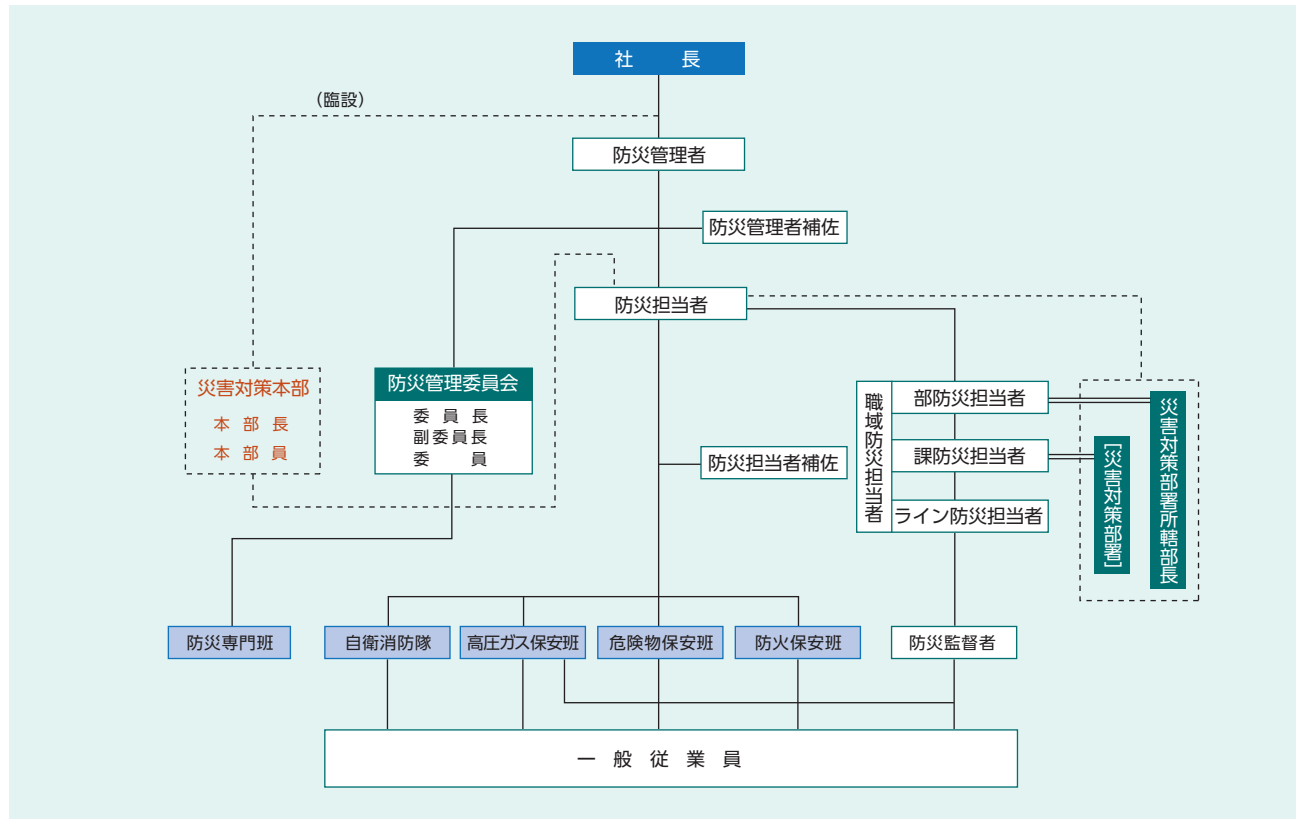 社 長
(臨設)
防災管理者
防災管理者補佐
防災担当者
災害対策本部
本 部 長
本 部 員
防災管理委員会
委 員 長
副委員長
委 員
防災担当者補佐
職域防災担当者
部防災担当者
課防災担当者
ライン防災担当者
[災害対策部署]
災害対策部署所轄部長
防災専門班
自衛消防隊
高圧ガス保安班
危険物保安班
防火保安班
防災監督者
一 般 従 業 員